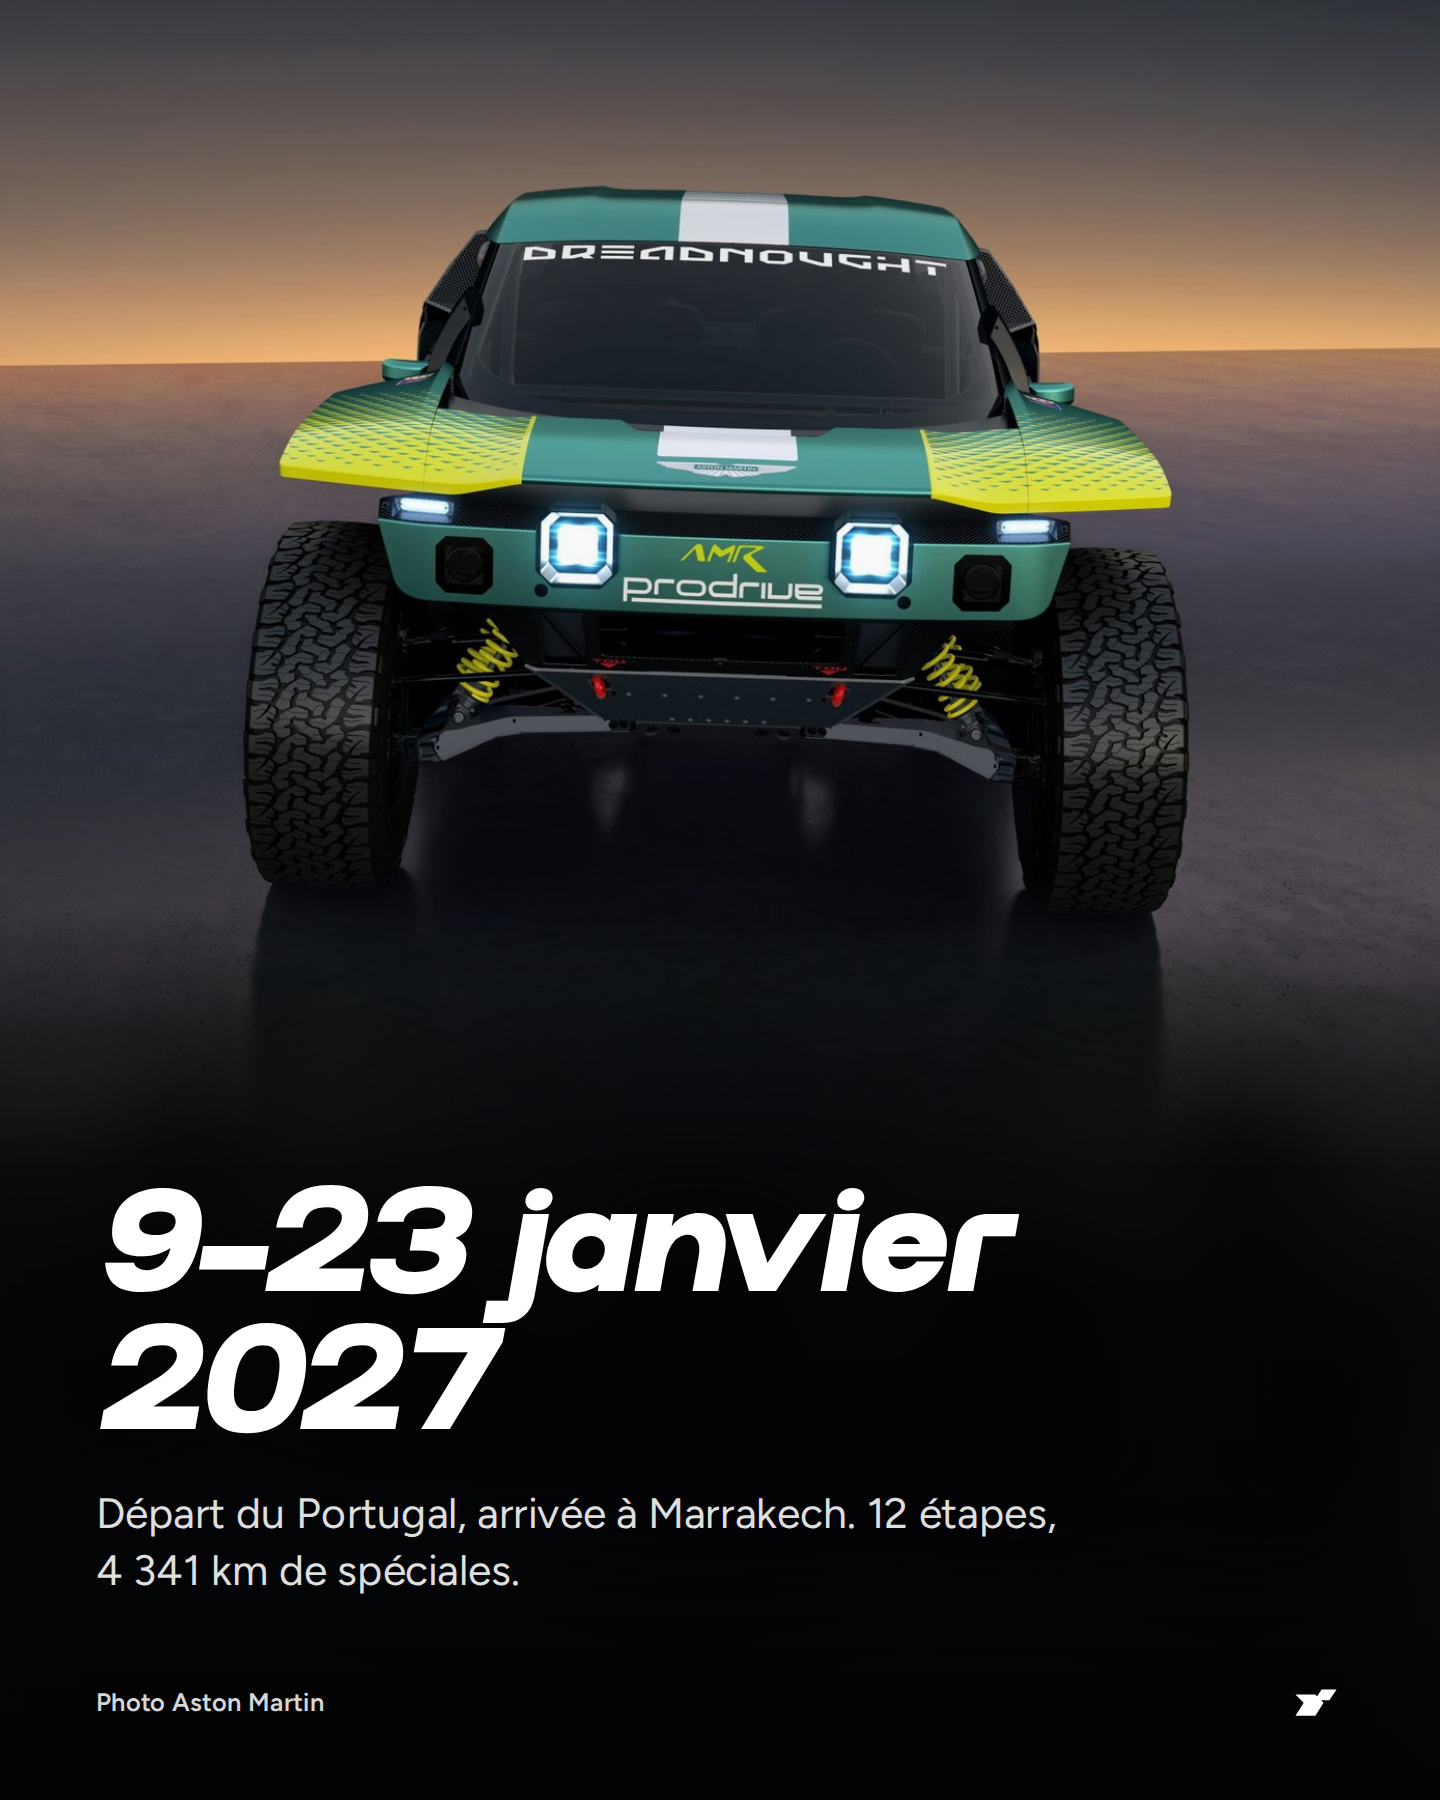 DREADNOUGHT
ASTON MARTIN
AMR
prodrive
9–23 janvier
2027
Départ du Portugal, arrivée à Marrakech. 12 étapes,
4 341 km de spéciales.
Photo Aston Martin